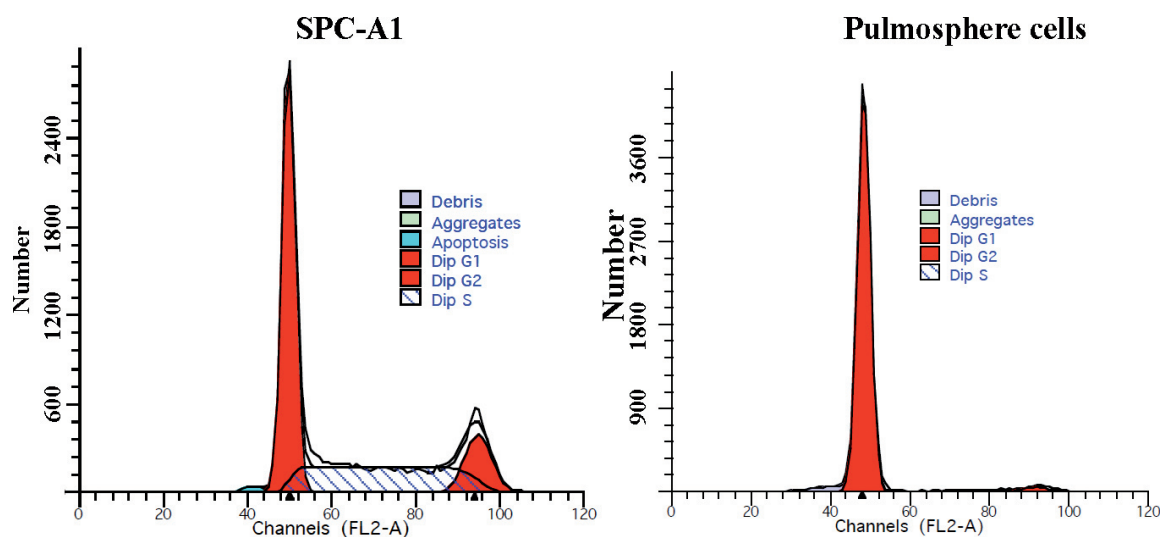 SPC-A1
Number
2400
1800
1200
600
Debris
Aggregates
Apoptosis
Dip G1
Dip G2
Dip S
0 20 40 60 80 100 120
Channels (FL2-A)
Pulmosphere cells
Number
3600
2700
1800
900
Debris
Aggregates
Dip G1
Dip G2
Dip S
0 20 40 60 80 100 120
Channels (FL2-A)